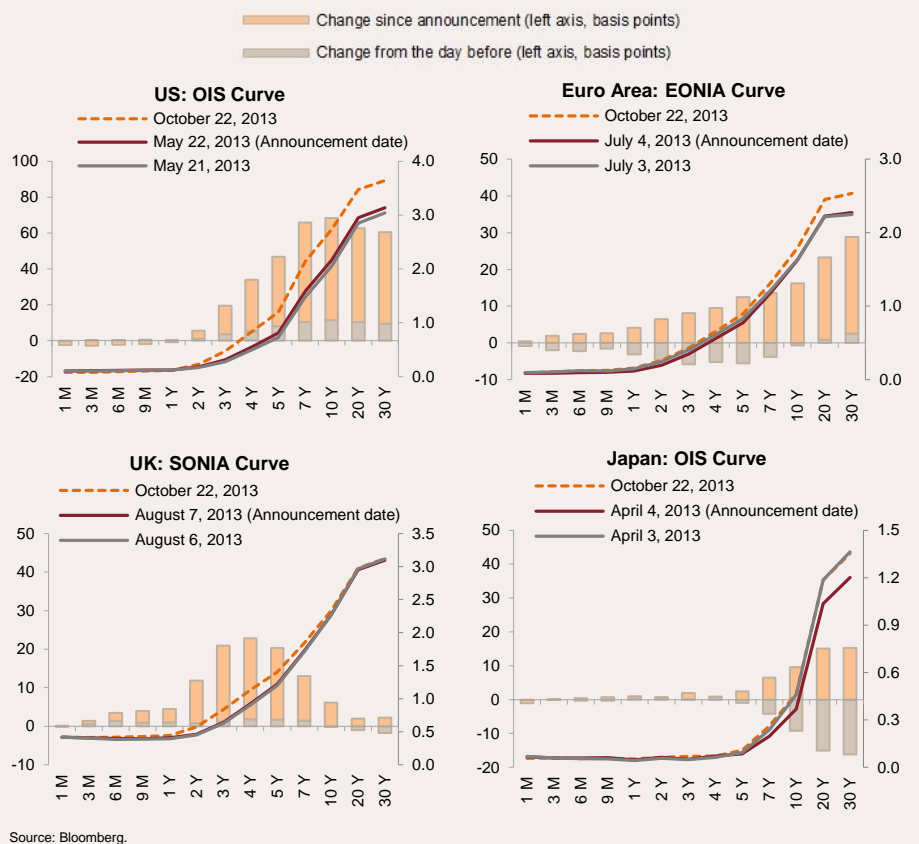 Change since announcement (left axis, basis points)
Change from the day before (left axis, basis points)
US: OIS Curve
October 22, 2013
May 22, 2013 (Announcement date)
May 21, 2013
100
80
60
40
20
0
-20
4.0
3.0
2.0
1.0
0.0
1 M
3 M
6 M
9 M
1 Y
2 Y
3 Y
4 Y
5 Y
7 Y
10 Y
20 Y
30 Y
Euro Area: EONIA Curve
October 22, 2013
July 4, 2013 (Announcement date)
July 3, 2013
50
40
30
20
10
0
-10
3.0
2.0
1.0
0.0
1 M
3 M
6 M
9 M
1 Y
2 Y
3 Y
4 Y
5 Y
7 Y
10 Y
20 Y
30 Y
UK: SONIA Curve
October 22, 2013
August 7, 2013 (Announcement date)
August 6, 2013
50
40
30
20
10
0
-10
3.5
3.0
2.5
2.0
1.5
1.0
0.5
0.0
1 M
3 M
6 M
9 M
1 Y
2 Y
3 Y
4 Y
5 Y
7 Y
10 Y
20 Y
30 Y
Japan: OIS Curve
October 22, 2013
April 4, 2013 (Announcement date)
April 3, 2013
50
40
30
20
10
0
-10
-20
1.5
1.2
0.9
0.6
0.3
0.0
1 M
3 M
6 M
9 M
1 Y
2 Y
3 Y
4 Y
5 Y
7 Y
10 Y
20 Y
30 Y
Source: Bloomberg.